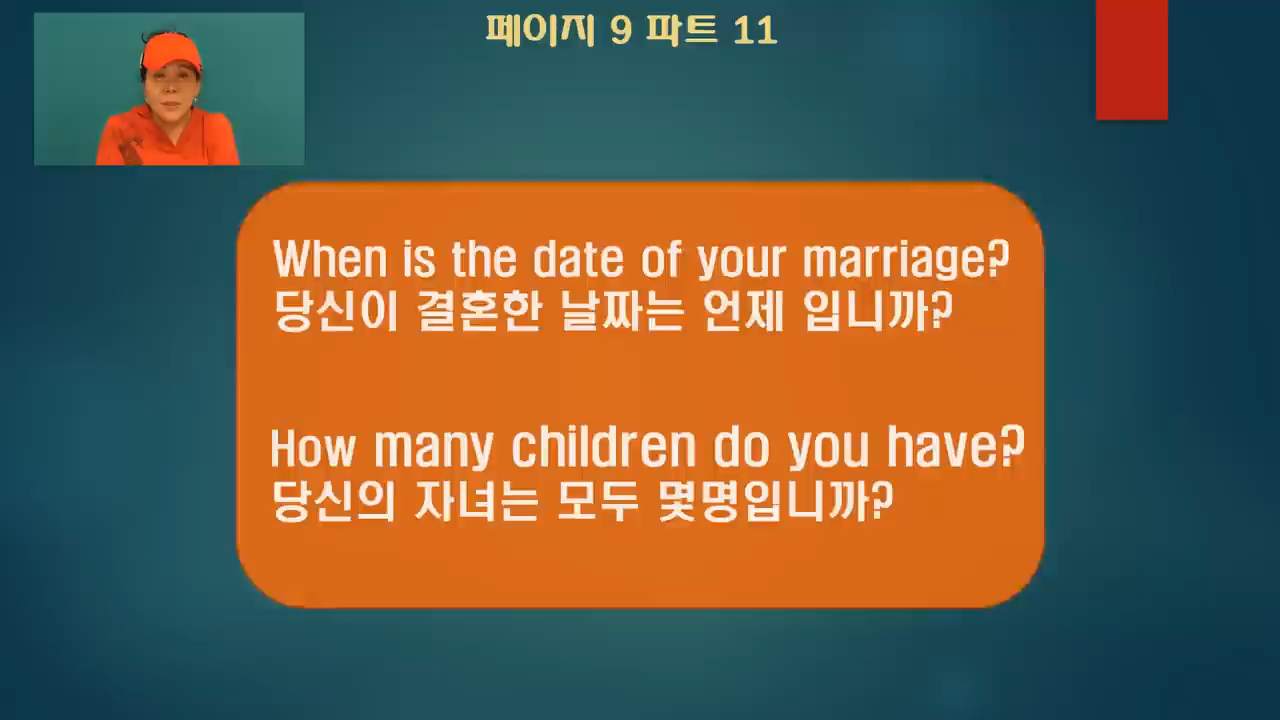 페이지 9 파트 11
When is the date of your marriage?
당신이 결혼한 날짜는 언제 입니까?
How many children do you have?
당신의 자녀는 모두 몇명입니까?